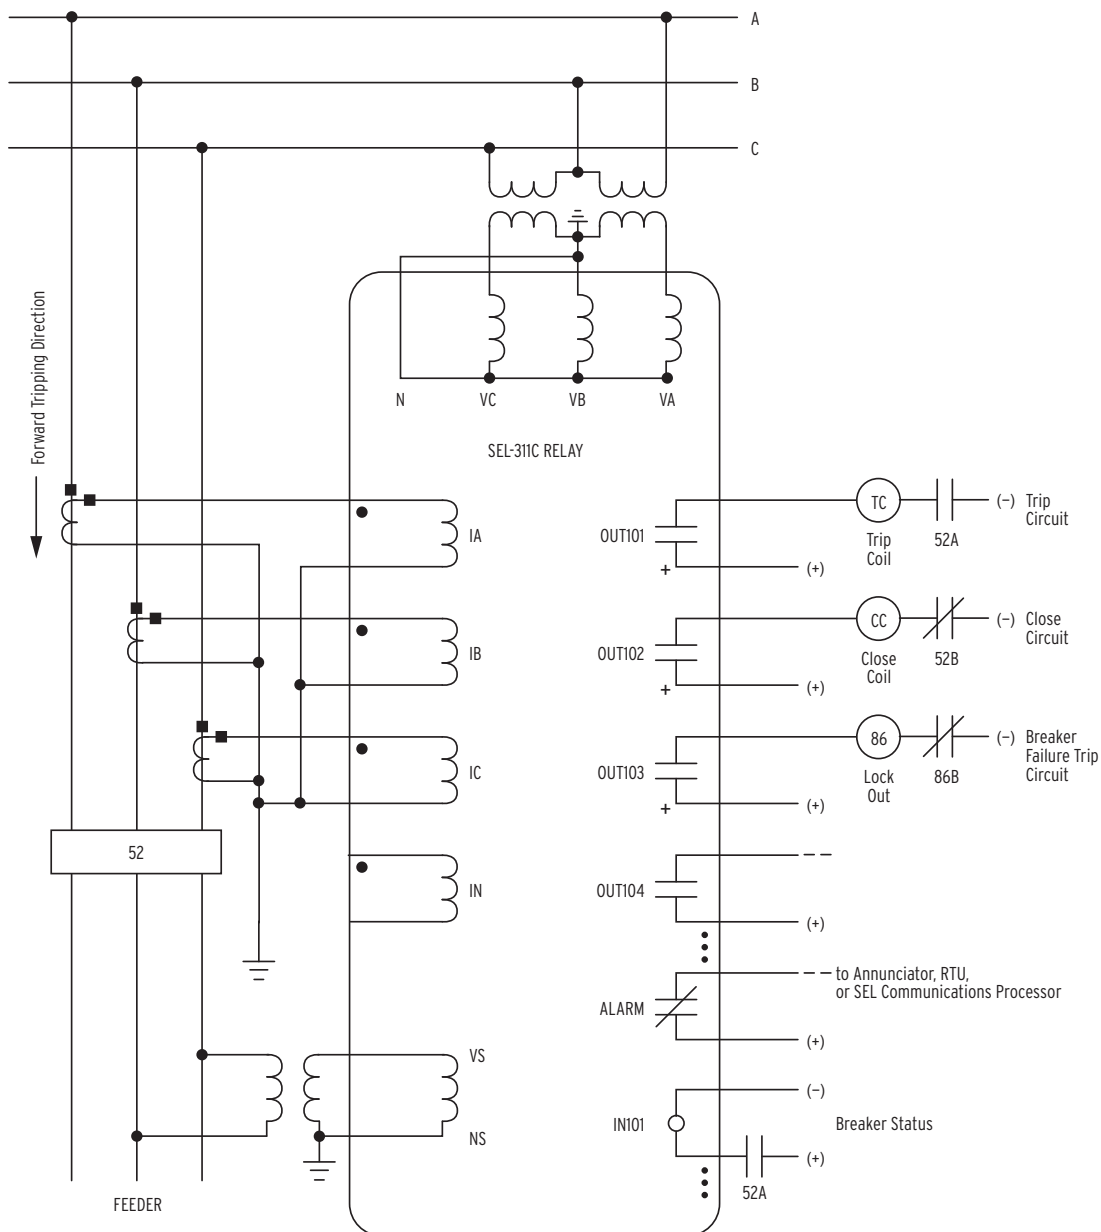 A
B
C
Forward Tripping Direction
N
VC
VB
VA
SEL-311C RELAY
IA
OUT101
+
TC
Trip
Coil
52A
(–)
Trip
Circuit
(+)
IB
OUT102
+
CC
Close
Coil
52B
(–)
Close
Circuit
(+)
IC
OUT103
+
86
Lock
Out
86B
(–)
Breaker
Failure Trip
Circuit
(+)
52
IN
OUT104
(+)
ALARM
to Annunciator, RTU,
or SEL Communications Processor
(+)
VS
NS
IN101
(–)
Breaker Status
(+)
52A
FEEDER